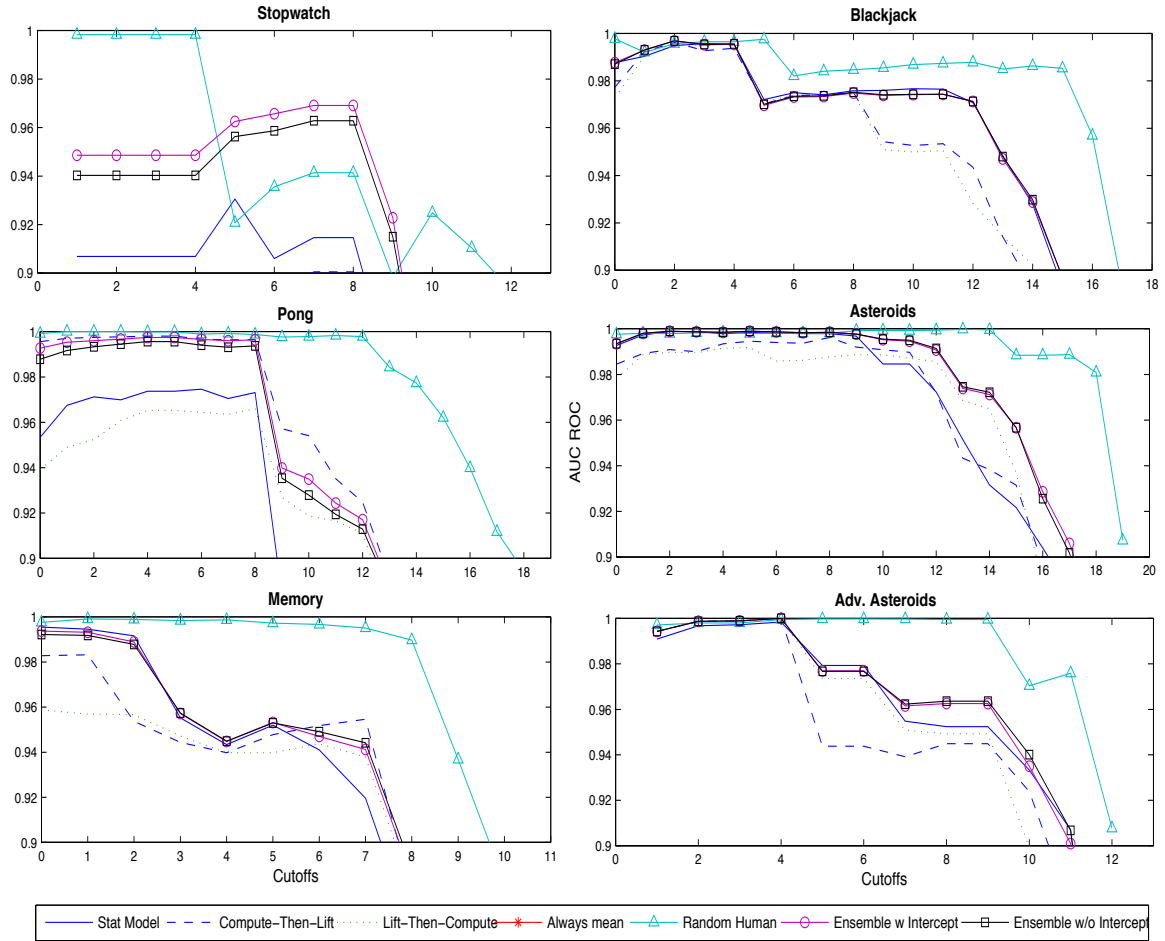 Stopwatch
1
0.98
0.96
0.94
0.92
0.9
0 2 4 6 8 10 12
Blackjack
1
0.98
0.96
0.94
0.92
0.9
0 2 4 6 8 10 12 14 16 18
Pong
1
0.98
0.96
0.94
0.92
0.9
0 2 4 6 8 10 12 14 16 18
Asteroids
1
0.98
0.96
0.94
0.92
0.9
AUC ROC
0 2 4 6 8 10 12 14 16 18 20
Memory
1
0.98
0.96
0.94
0.92
0.9
0 1 2 3 4 5 6 7 8 9 10 11
Cutoffs
Adv. Asteroids
1
0.98
0.96
0.94
0.92
0.9
0 2 4 6 8 10 12
Cutoffs
Stat Model Compute-Then-Lift Lift-Then-Compute Always mean Random Human Ensemble w Intercept Ensemble w/o Intercept